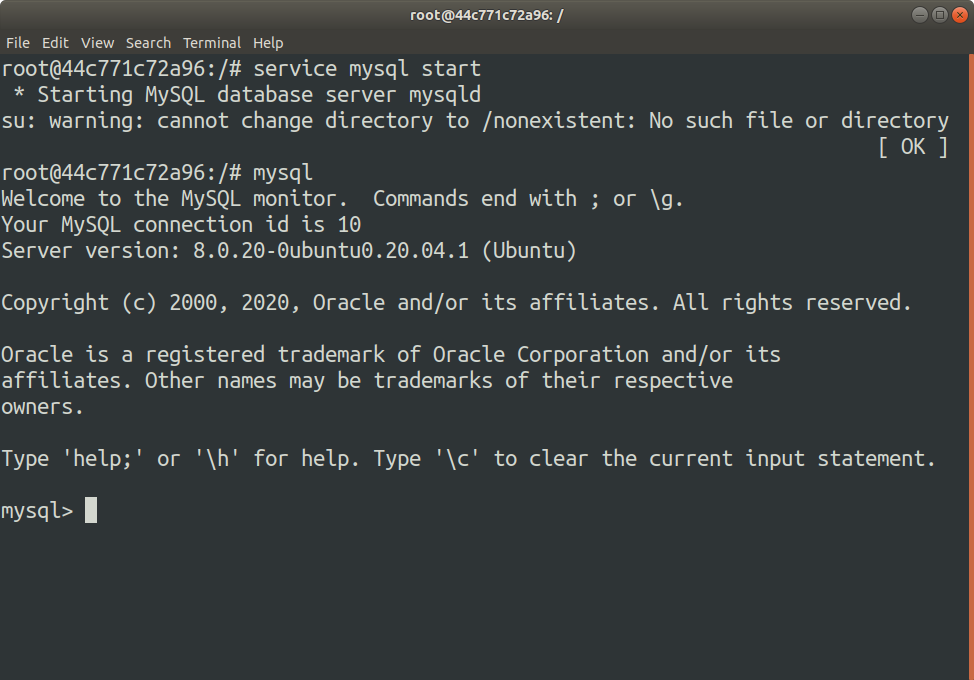 root@44c771c72a96: /
File Edit View Search Terminal Help
root@44c771c72a96:/# service mysql start
 * Starting MySQL database server mysqld
su: warning: cannot change directory to /nonexistent: No such file or directory
[ OK ]
root@44c771c72a96:/# mysql
Welcome to the MySQL monitor.  Commands end with ; or \g.
Your MySQL connection id is 10
Server version: 8.0.20-0ubuntu0.20.04.1 (Ubuntu)
Copyright (c) 2000, 2020, Oracle and/or its affiliates. All rights reserved.
Oracle is a registered trademark of Oracle Corporation and/or its
affiliates. Other names may be trademarks of their respective
owners.
Type 'help;' or '\h' for help. Type '\c' to clear the current input statement.
mysql>